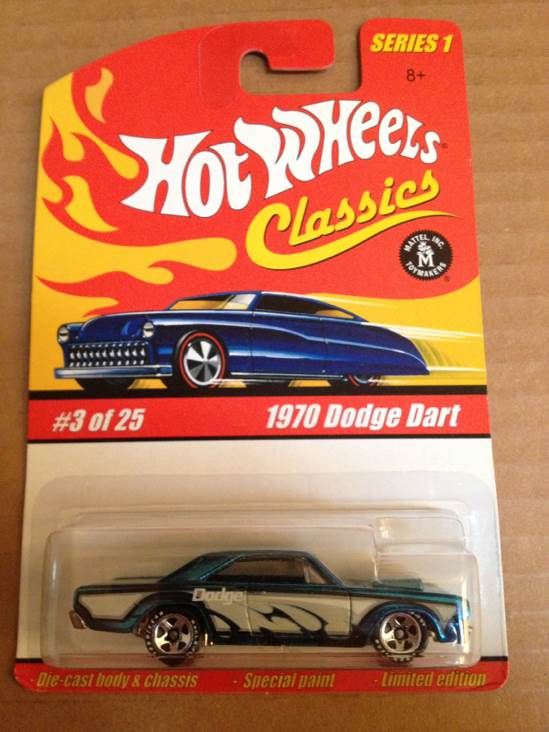 SERIES 1
8+
HOT WHEELS
Classics
MATTEL, INC.
M
TOYMAKERS
#3 of 25
1970 Dodge Dart
Dodge
· Die-cast body & chassis · Special paint · Limited edition